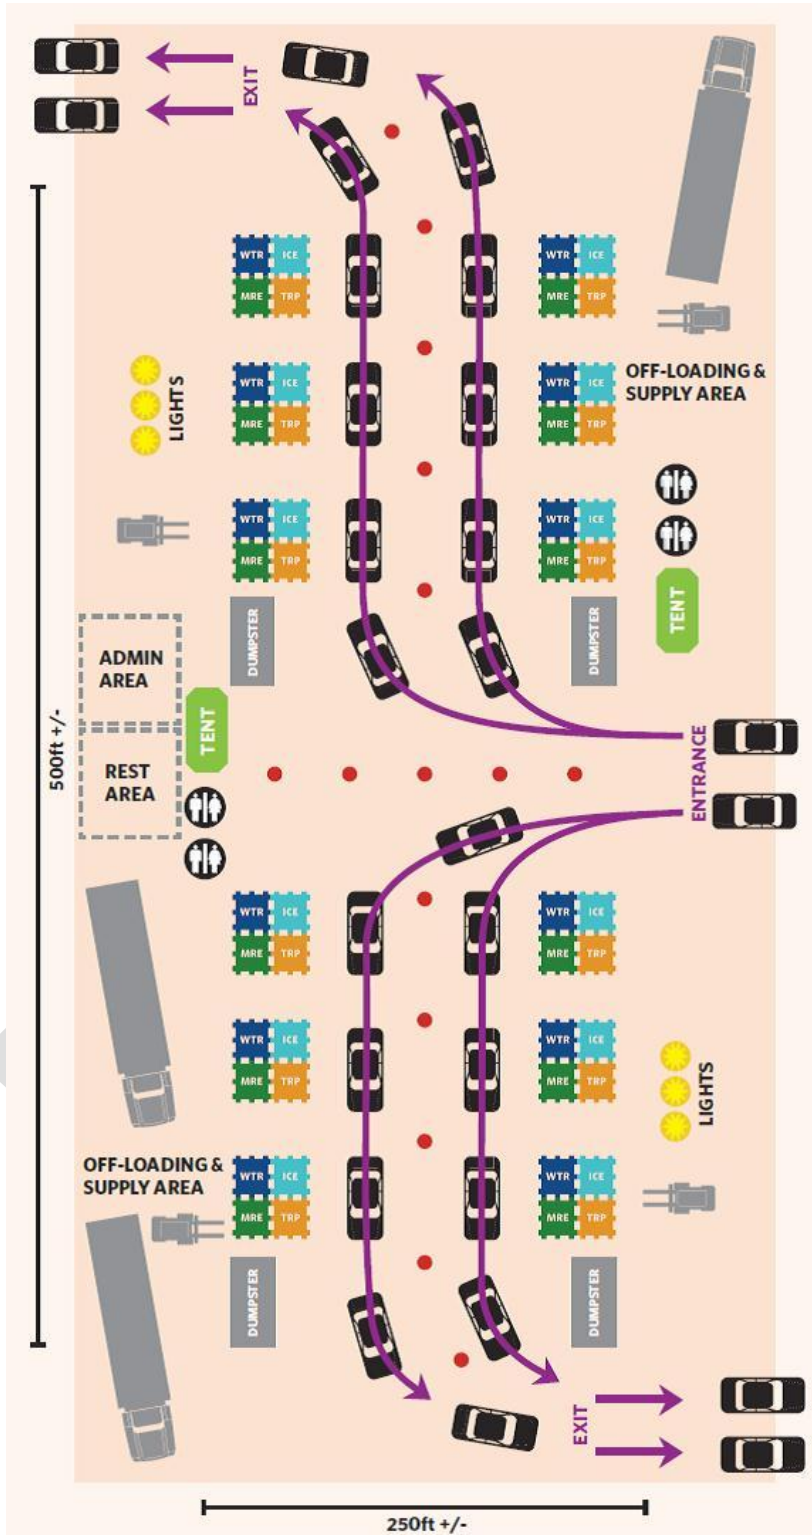 EXIT
WTR ICE
MRE TRP
WTR ICE
MRE TRP
WTR ICE
MRE TRP
WTR ICE
MRE TRP
OFF-LOADING &
SUPPLY AREA
LIGHTS
WTR ICE
MRE TRP
WTR ICE
MRE TRP
DUMPSTER
DUMPSTER
TENT
ADMIN
AREA
TENT
REST
AREA
500ft +/-
ENTRANCE
WTR ICE
MRE TRP
WTR ICE
MRE TRP
WTR ICE
MRE TRP
WTR ICE
MRE TRP
LIGHTS
OFF-LOADING &
SUPPLY AREA
WTR ICE
MRE TRP
WTR ICE
MRE TRP
DUMPSTER
DUMPSTER
EXIT
250ft +/-